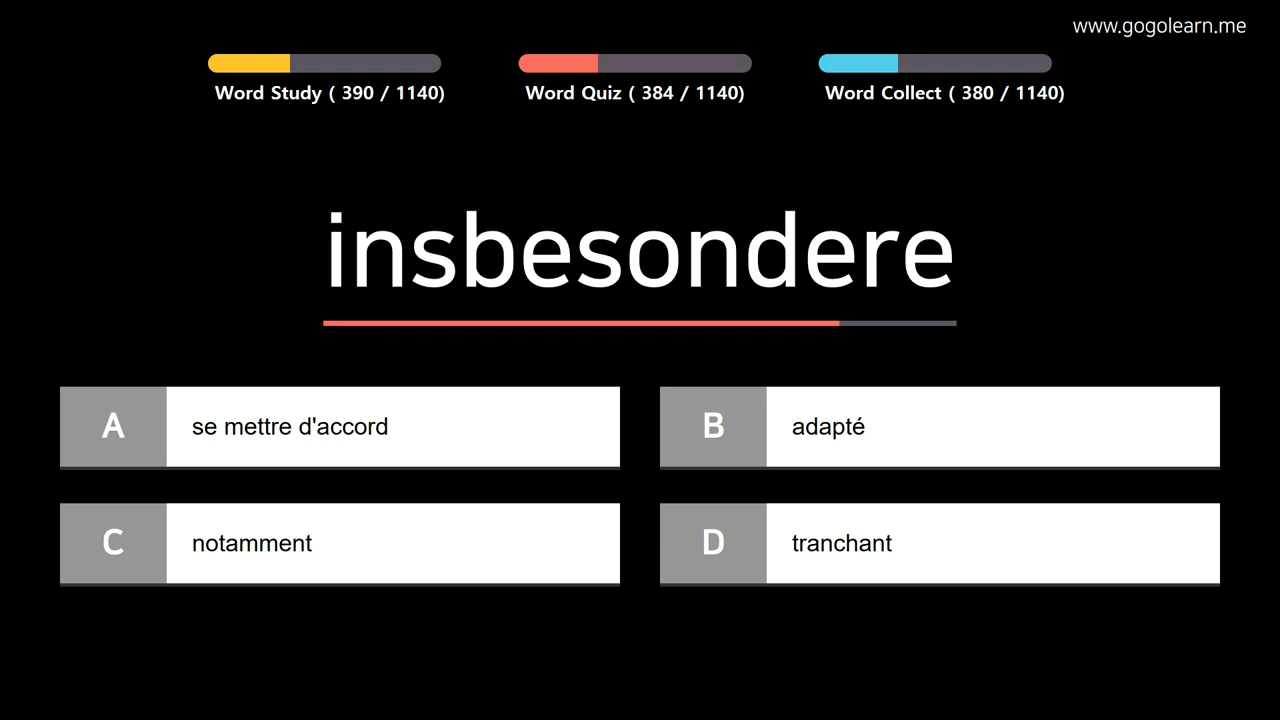 www.gogolearn.me
Word Study ( 390 / 1140)
Word Quiz ( 384 / 1140)
Word Collect ( 380 / 1140)
insbesondere
A
se mettre d'accord
B
adapté
C
notamment
D
tranchant